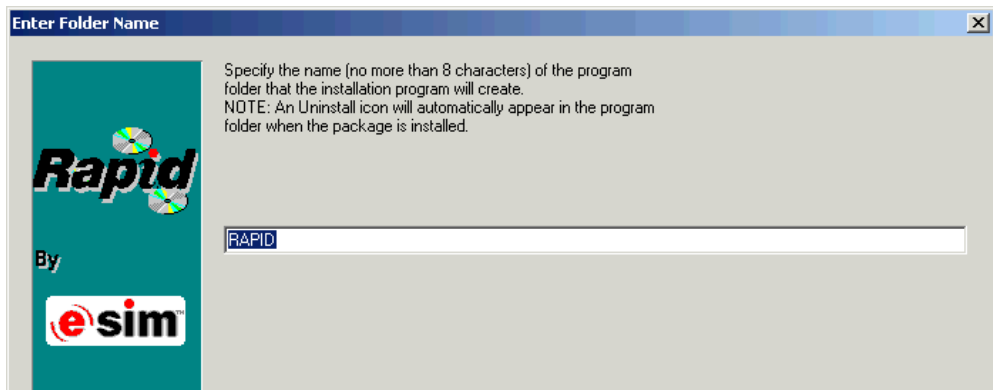 Enter Folder Name
Specify the name (no more than 8 characters) of the program
folder that the installation program will create.
NOTE: An Uninstall icon will automatically appear in the program
folder when the package is installed.
Rapid
RAPID
By
e sim™